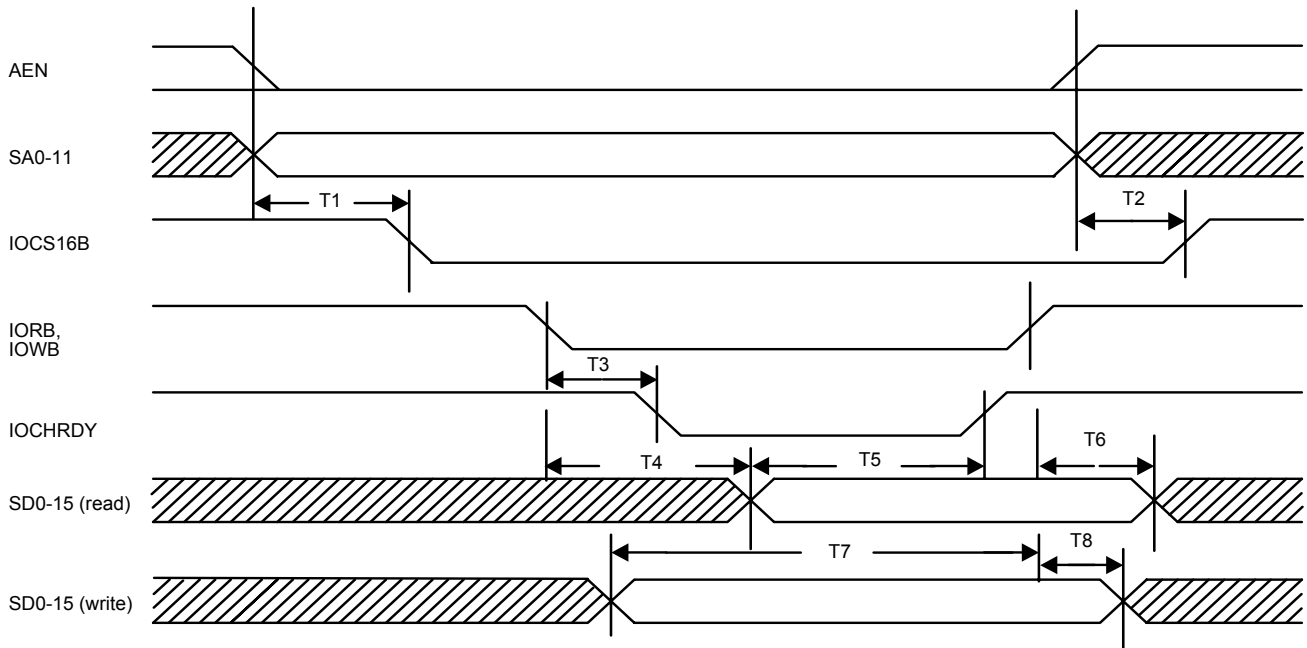 AEN
SA0-11
T1
T2
IOCS16B
IORB,
IOWB
T3
IOCHRDY
T4
T5
T6
SD0-15 (read)
T7
T8
SD0-15 (write)